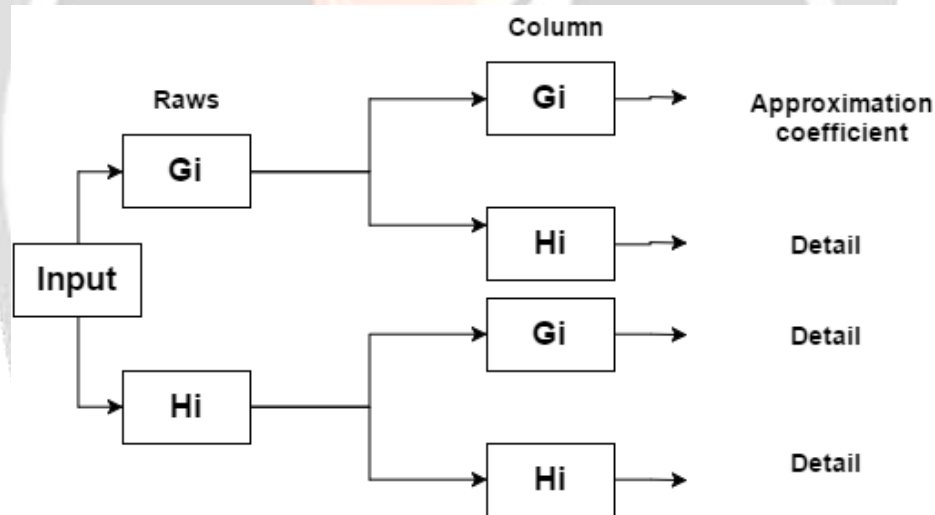 Column
Raws
Gi
Approximation
coefficient
Gi
Hi
Detail
Input
Gi
Detail
Hi
Hi
Detail